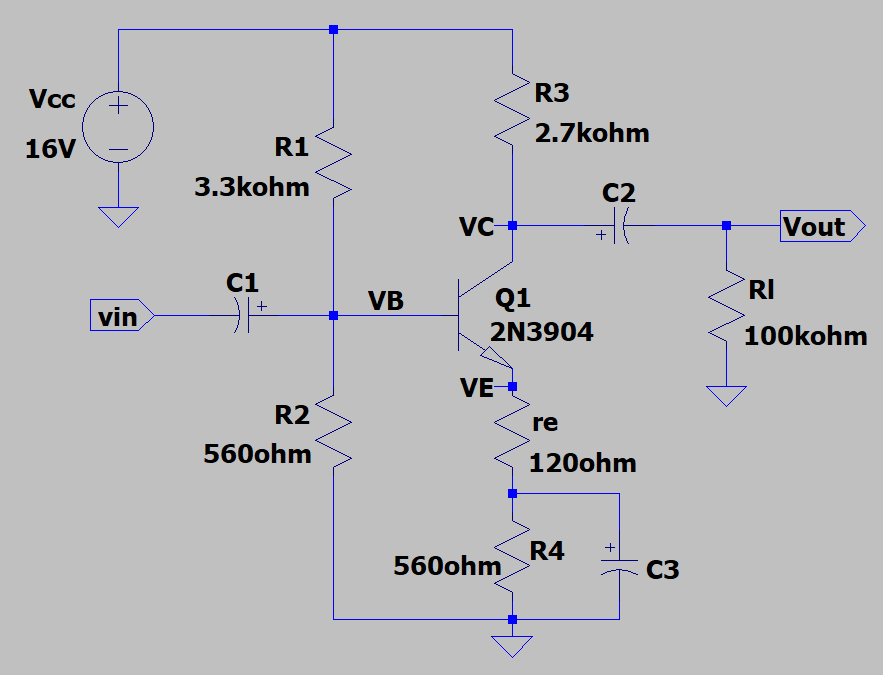 Vcc
16V
R1
3.3kohm
R3
2.7kohm
VC
C2
+
Vout
vin
C1
+
VB
Q1
2N3904
Rl
100kohm
VE
R2
560ohm
re
120ohm
R4
560ohm
+
C3